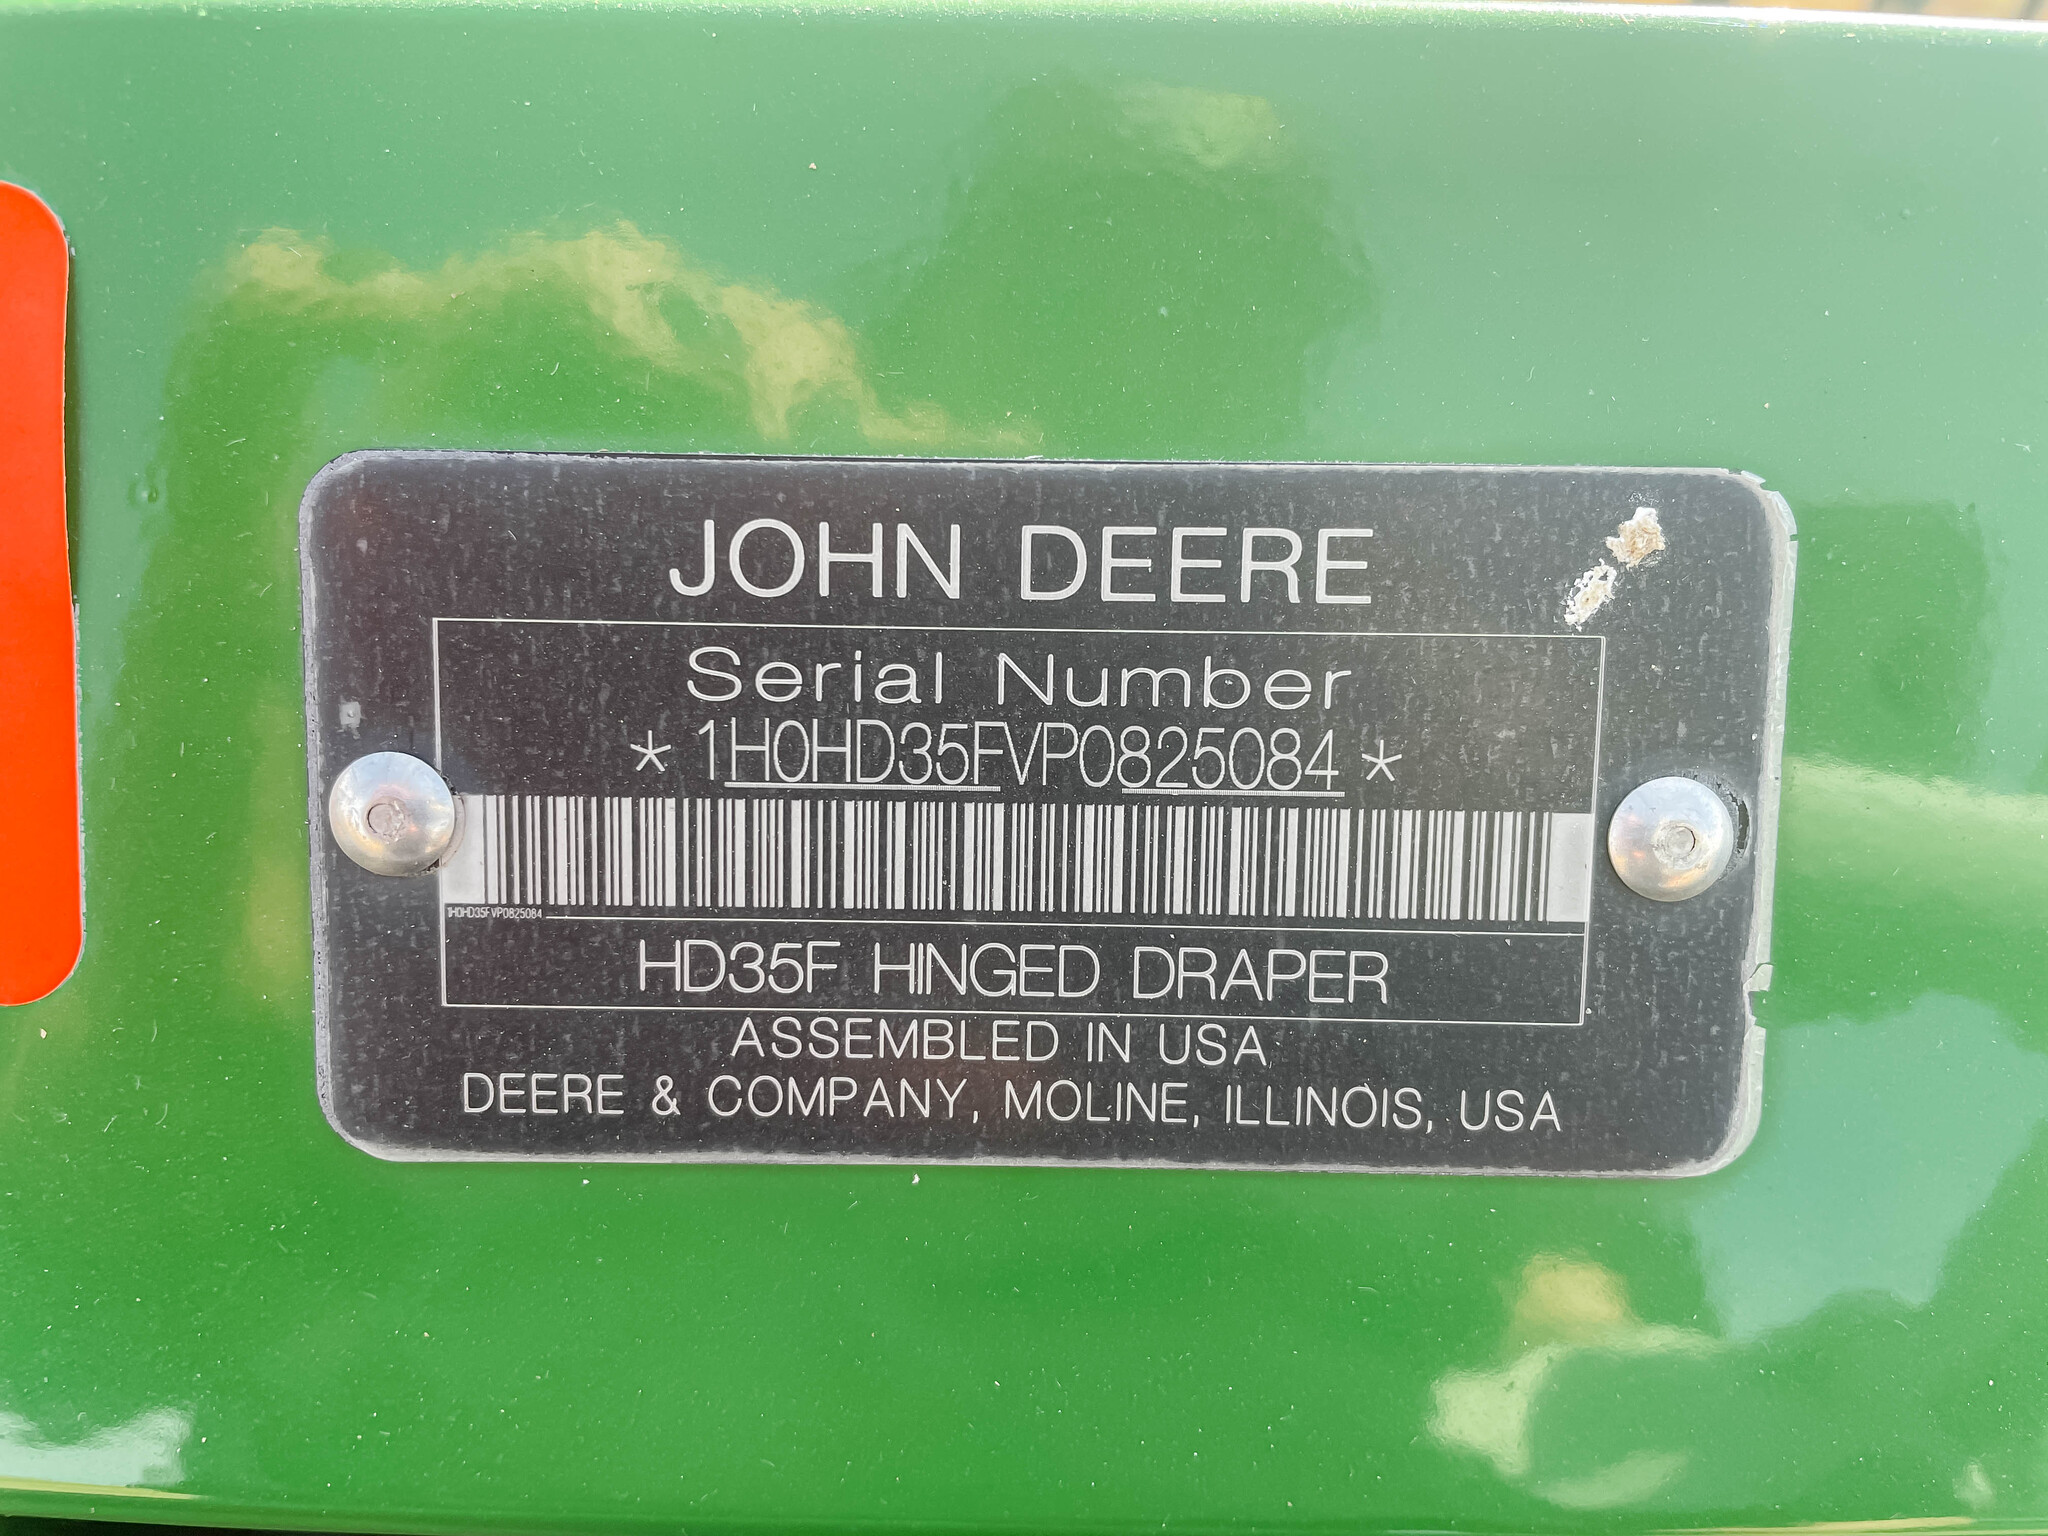 JOHN DEERE
Serial Number
*1H0HD35FVP0825084*
1H0HD35FVP0825084
HD35F HINGED DRAPER
ASSEMBLED IN USA
DEERE & COMPANY, MOLINE, ILLINOIS, USA